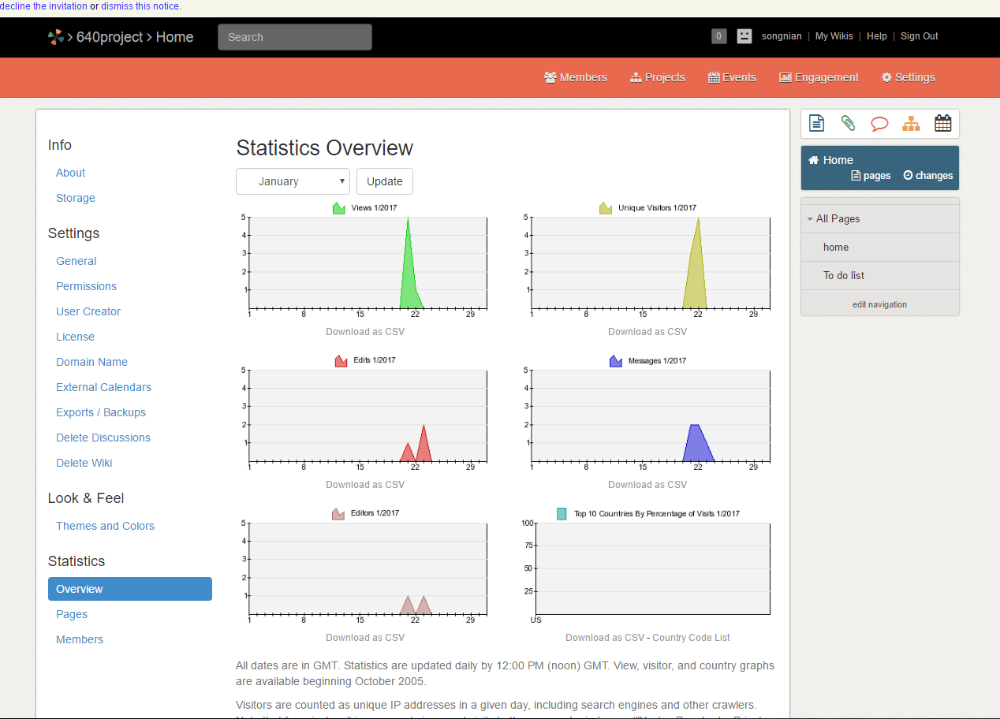 decline the invitation or dismiss this notice.
640project Home
Search
0 songnian | My Wikis | Help | Sign Out
Members Projects Events Engagement Settings
Info
About
Storage
Settings
General
Permissions
User Creator
License
Domain Name
External Calendars
Exports / Backups
Delete Discussions
Delete Wiki
Look & Feel
Themes and Colors
Statistics
Overview
Pages
Members
Statistics Overview
January
Update
Views 1/2017
5
4
3
2
1
1 8 15 22 29
Download as CSV
Unique Visitors 1/2017
5
4
3
2
1
1 8 15 22 29
Download as CSV
Edits 1/2017
5
4
3
2
1
1 8 15 22 29
Download as CSV
Messages 1/2017
5
4
3
2
1
1 8 15 22 29
Download as CSV
Editors 1/2017
5
4
3
2
1
1 8 15 22 29
Download as CSV
Top 10 Countries By Percentage of Visits 1/2017
100
75
50
25
US
Download as CSV - Country Code List
All dates are in GMT. Statistics are updated daily by 12:00 PM (noon) GMT. View, visitor, and country graphs
are available beginning October 2005.
Visitors are counted as unique IP addresses in a given day, including search engines and other crawlers.
Home
pages changes
All Pages
home
To do list
edit navigation